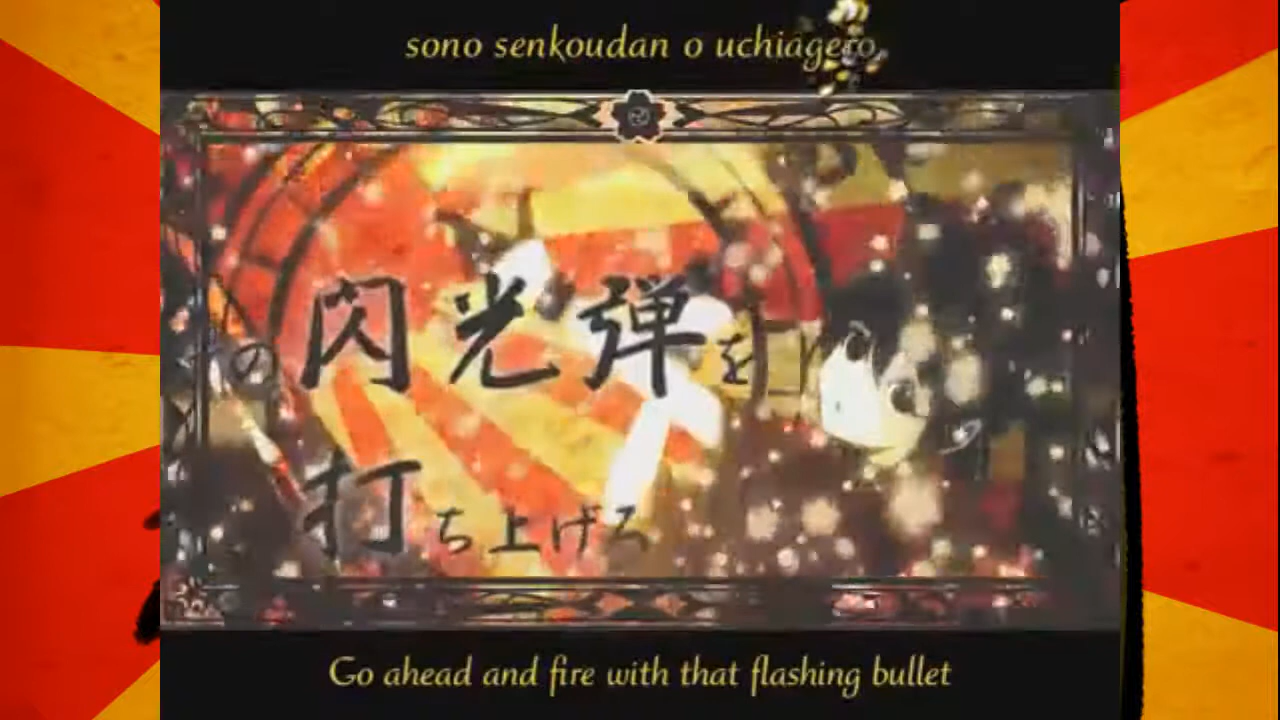 sono senkoudan o uchiagero
その閃光弾を
打ち上げろ
Go ahead and fire with that flashing bullet